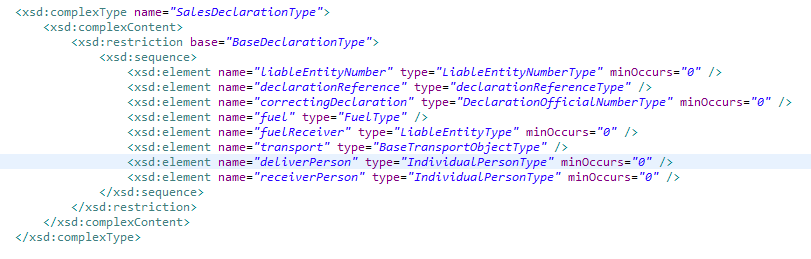 <xsd:complexType name="SalesDeclarationType">
<xsd:complexContent>
<xsd:restriction base="BaseDeclarationType">
<xsd:sequence>
<xsd:element name="liableEntityNumber" type="LiableEntityNumberType" minOccurs="0" />
<xsd:element name="declarationReference" type="declarationReferenceType" />
<xsd:element name="correctingDeclaration" type="DeclarationOfficialNumberType" minOccurs="0" />
<xsd:element name="fuel" type="FuelType" />
<xsd:element name="fuelReceiver" type="LiableEntityType" minOccurs="0" />
<xsd:element name="transport" type="BaseTransportObjectType" />
<xsd:element name="deliverPerson" type="IndividualPersonType" minOccurs="0" />
<xsd:element name="receiverPerson" type="IndividualPersonType" minOccurs="0" />
</xsd:sequence>
</xsd:restriction>
</xsd:complexContent>
</xsd:complexType>